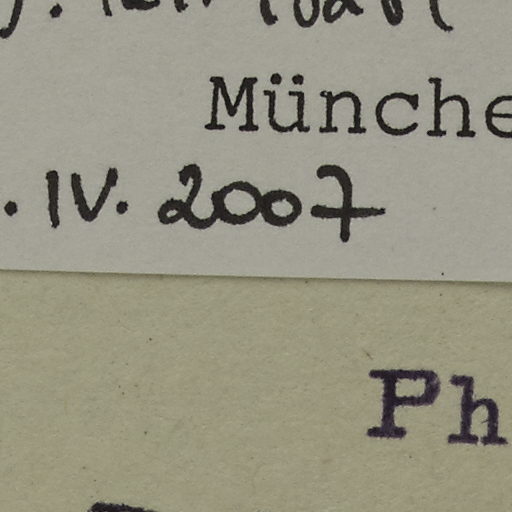 Münche
. IV. 2007
Ph